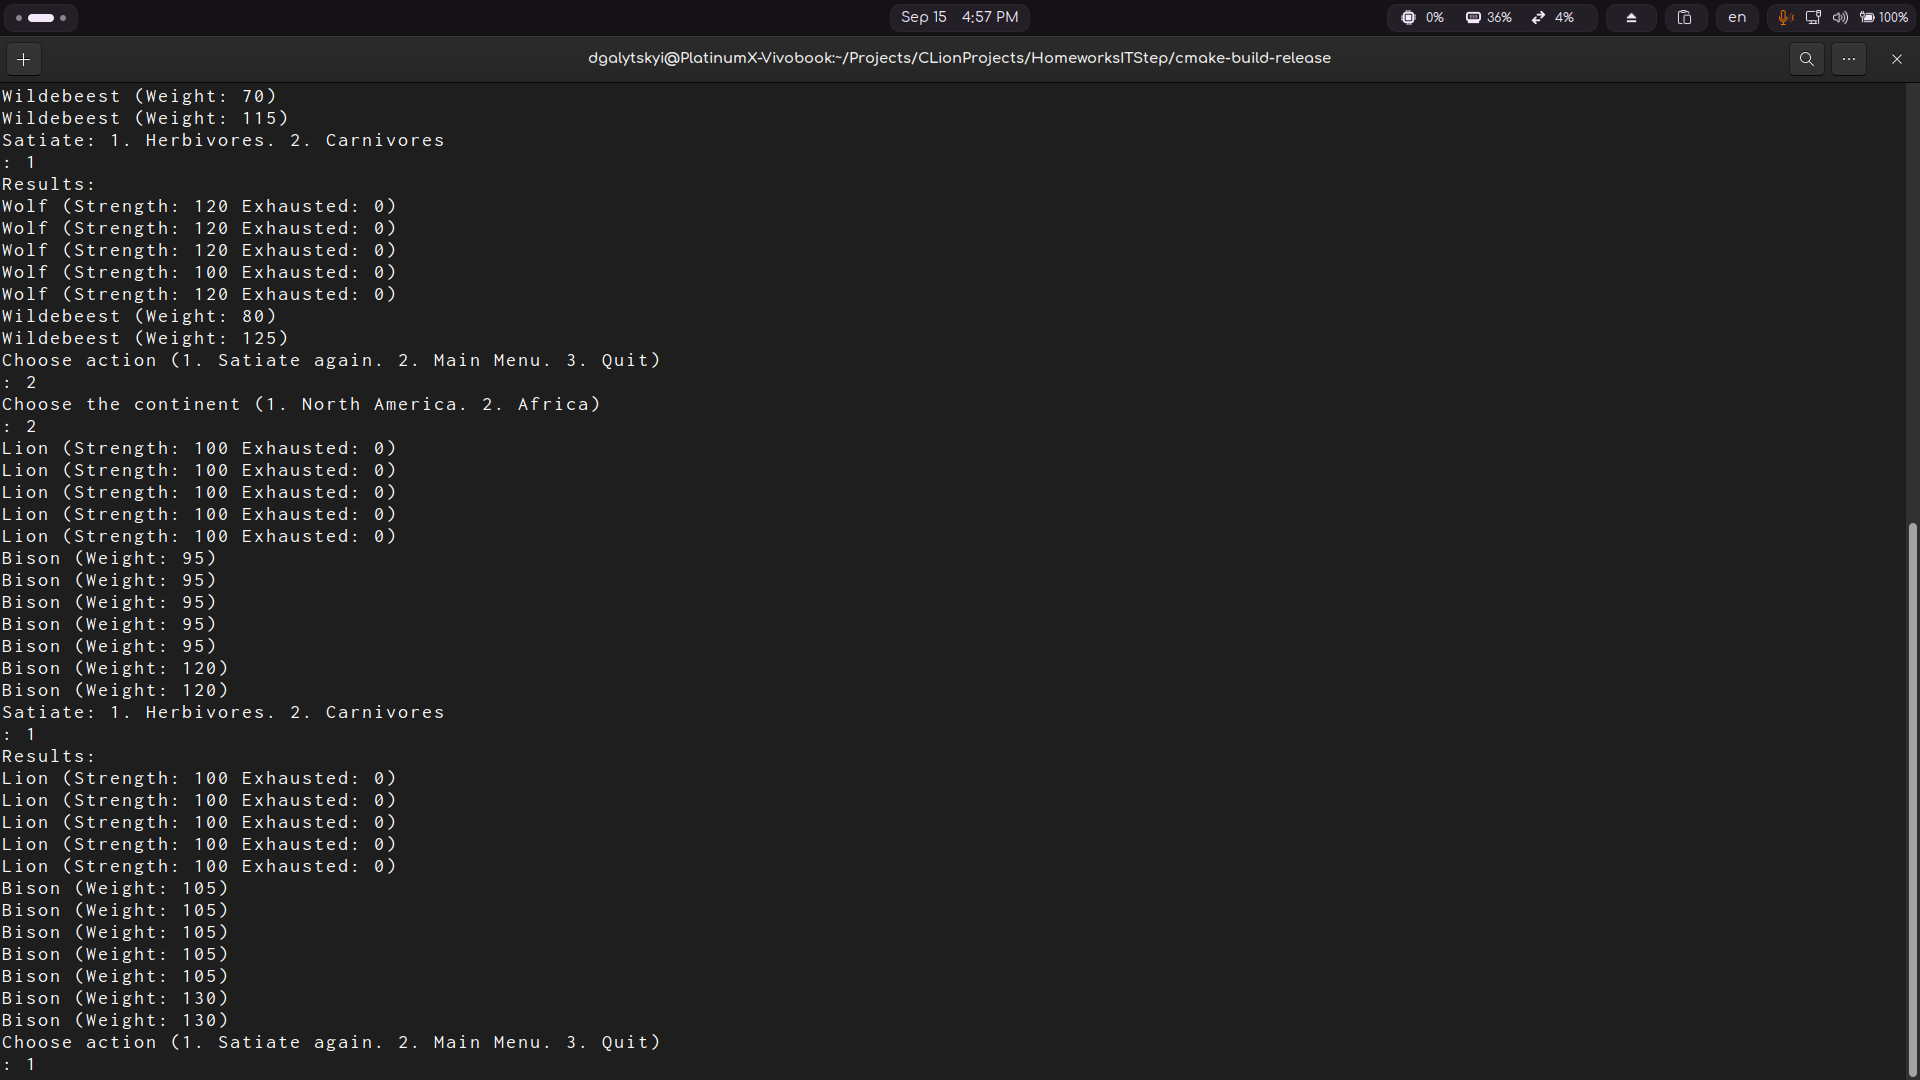 Sep 15 4:57 PM 0% 36% 4% en 100%
dgalytskyi@PlatinumX-Vivobook:~/Projects/CLionProjects/HomeworksITStep/cmake-build-release
Wildebeest (Weight: 70)
Wildebeest (Weight: 115)
Satiate: 1. Herbivores. 2. Carnivores
: 1
Results:
Wolf (Strength: 120 Exhausted: 0)
Wolf (Strength: 120 Exhausted: 0)
Wolf (Strength: 120 Exhausted: 0)
Wolf (Strength: 100 Exhausted: 0)
Wolf (Strength: 120 Exhausted: 0)
Wildebeest (Weight: 80)
Wildebeest (Weight: 125)
Choose action (1. Satiate again. 2. Main Menu. 3. Quit)
: 2
Choose the continent (1. North America. 2. Africa)
: 2
Lion (Strength: 100 Exhausted: 0)
Lion (Strength: 100 Exhausted: 0)
Lion (Strength: 100 Exhausted: 0)
Lion (Strength: 100 Exhausted: 0)
Lion (Strength: 100 Exhausted: 0)
Bison (Weight: 95)
Bison (Weight: 95)
Bison (Weight: 95)
Bison (Weight: 95)
Bison (Weight: 95)
Bison (Weight: 120)
Bison (Weight: 120)
Satiate: 1. Herbivores. 2. Carnivores
: 1
Results:
Lion (Strength: 100 Exhausted: 0)
Lion (Strength: 100 Exhausted: 0)
Lion (Strength: 100 Exhausted: 0)
Lion (Strength: 100 Exhausted: 0)
Lion (Strength: 100 Exhausted: 0)
Bison (Weight: 105)
Bison (Weight: 105)
Bison (Weight: 105)
Bison (Weight: 105)
Bison (Weight: 105)
Bison (Weight: 130)
Bison (Weight: 130)
Choose action (1. Satiate again. 2. Main Menu. 3. Quit)
: 1